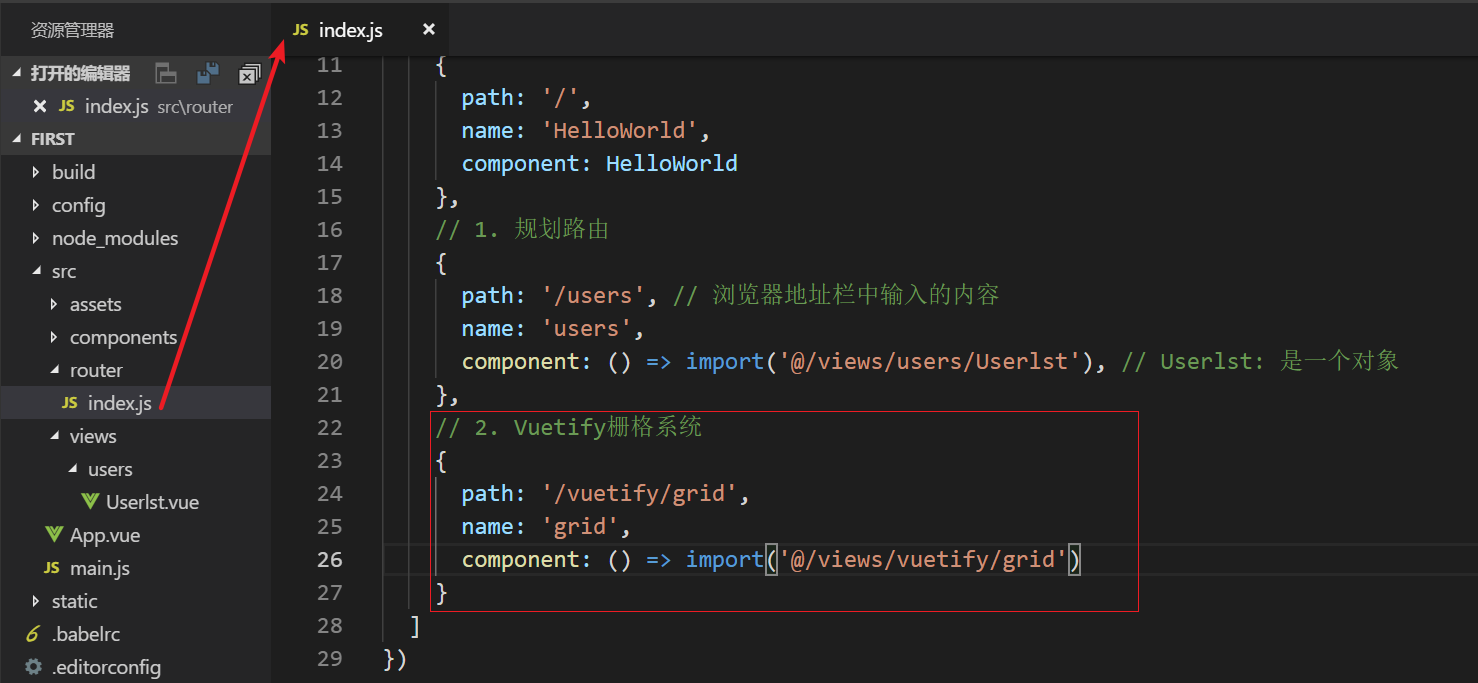 资源管理器
打开的编辑器
JS index.js src\router
FIRST
build
config
node_modules
src
assets
components
router
JS index.js
views
users
Userlst.vue
App.vue
JS main.js
static
.babelrc
.editorconfig
JS index.js
11 {
12 path: '/',
13 name: 'HelloWorld',
14 component: HelloWorld
15 },
16 // 1. 规划路由
17 {
18 path: '/users', // 浏览器地址栏中输入的内容
19 name: 'users',
20 component: () => import('@/views/users/Userlst'), // Userlst: 是一个对象
21 },
22 // 2. Vuetify栅格系统
23 {
24 path: '/vuetify/grid',
25 name: 'grid',
26 component: () => import('@/views/vuetify/grid')
27 }
28 ]
29 })